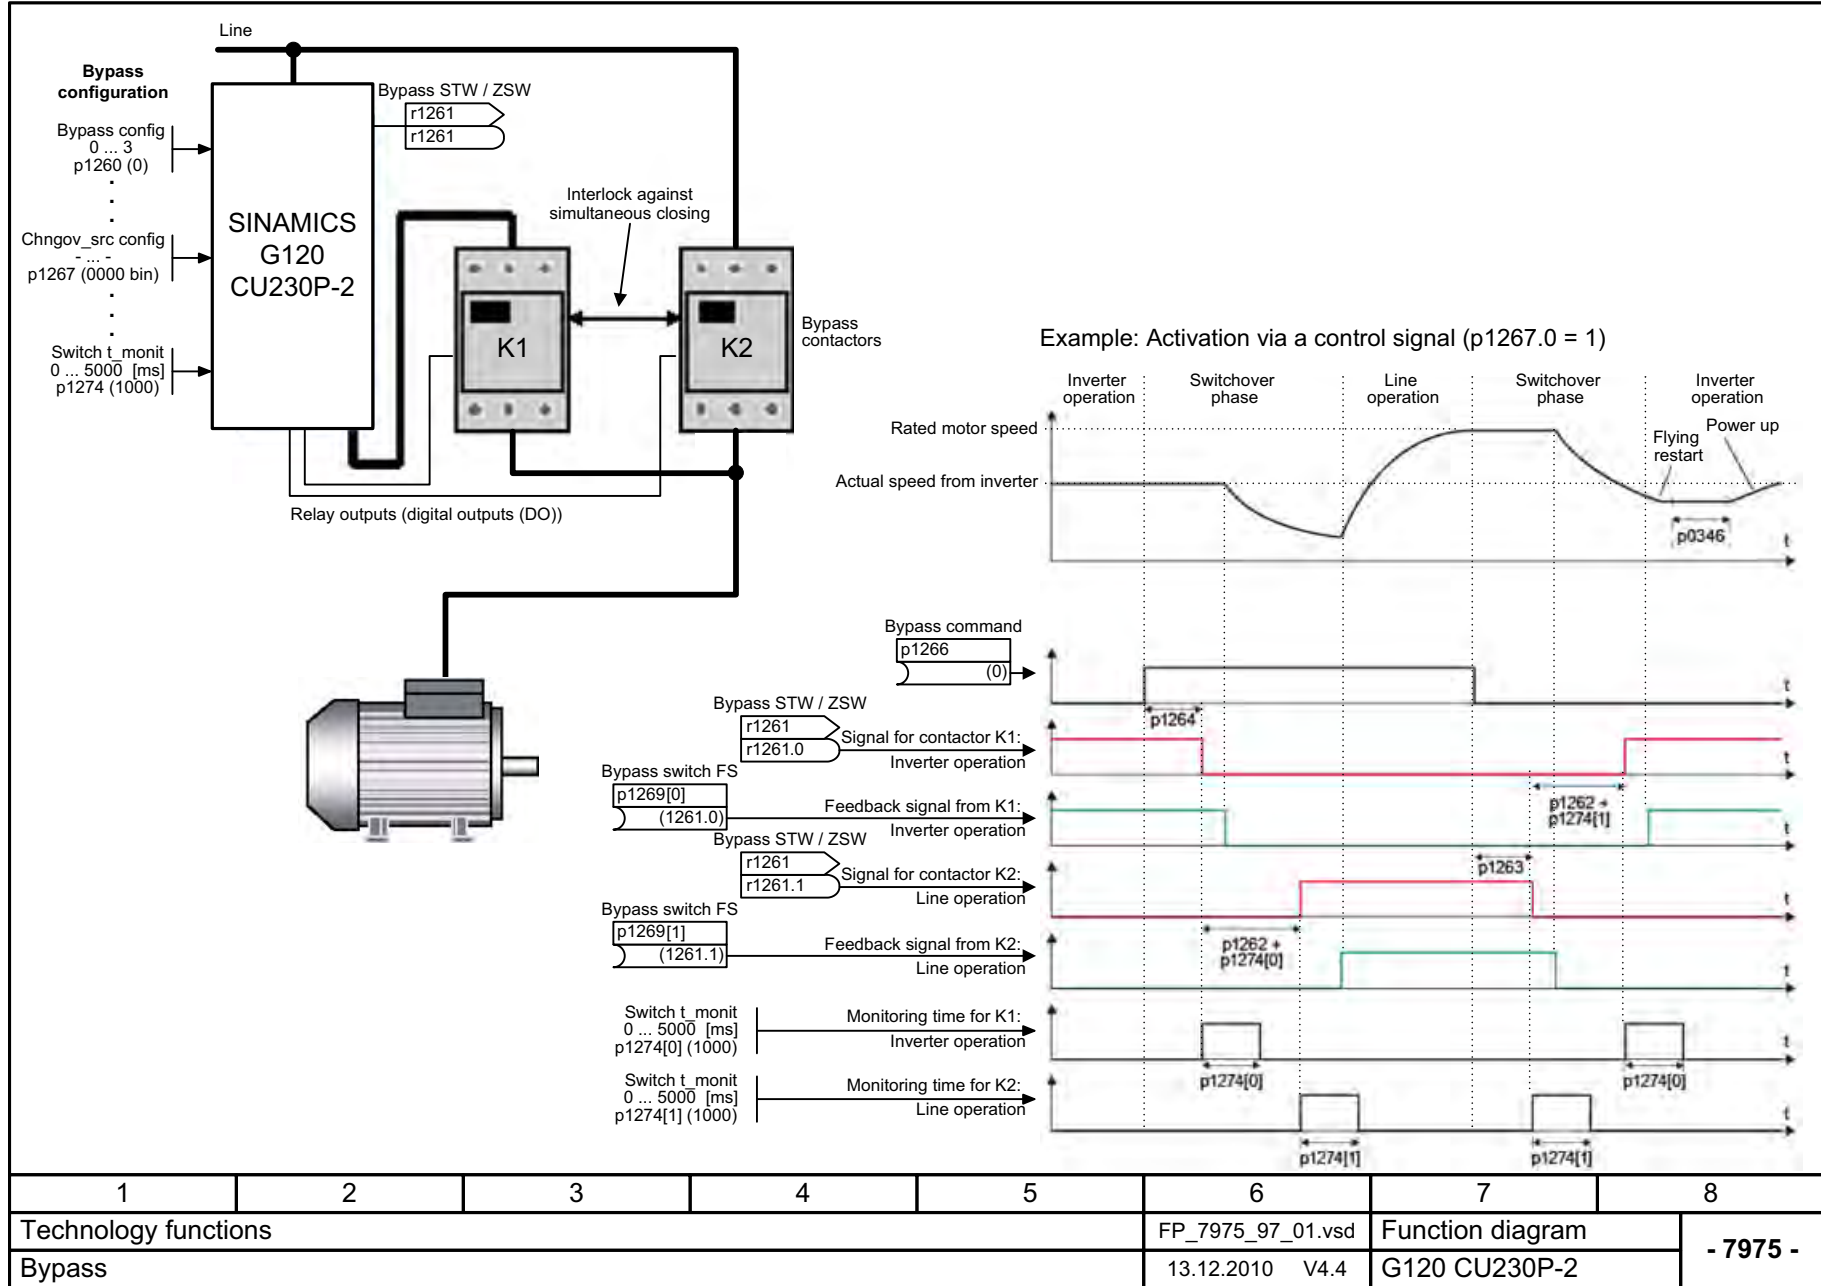 Line
Bypass
configuration
Bypass config
0 ... 3
p1260 (0)
.
.
.
Chngov_src config
- ... -
p1267 (0000 bin)
.
.
.
Switch t_monit
0 ... 5000 [ms]
p1274 (1000)
SINAMICS
G120
CU230P-2
Bypass STW / ZSW
r1261
r1261
Interlock against
simultaneous closing
K1
K2
Bypass
contactors
Relay outputs (digital outputs (DO))
Example: Activation via a control signal (p1267.0 = 1)
Inverter
operation
Switchover
phase
Line
operation
Switchover
phase
Inverter
operation
Rated motor speed
Actual speed from inverter
Flying
restart
Power up
p0346
t
Bypass command
p1266
(0)
t
p1264
Bypass STW / ZSW
r1261
r1261.0
Signal for contactor K1:
Inverter operation
t
p1262 +
p1274[1]
Bypass switch FS
p1269[0]
(1261.0)
Feedback signal from K1:
Inverter operation
t
p1263
Bypass STW / ZSW
r1261
r1261.1
Signal for contactor K2:
Line operation
t
p1262 +
p1274[0]
Bypass switch FS
p1269[1]
(1261.1)
Feedback signal from K2:
Line operation
t
Switch t_monit
0 ... 5000 [ms]
p1274[0] (1000)
Monitoring time for K1:
Inverter operation
t
p1274[0]
p1274[0]
Switch t_monit
0 ... 5000 [ms]
p1274[1] (1000)
Monitoring time for K2:
Line operation
t
p1274[1]
p1274[1]
1 2 3 4 5 6 7 8
Technology functions
FP_7975_97_01.vsd
Function diagram
- 7975 -
Bypass
13.12.2010 V4.4
G120 CU230P-2